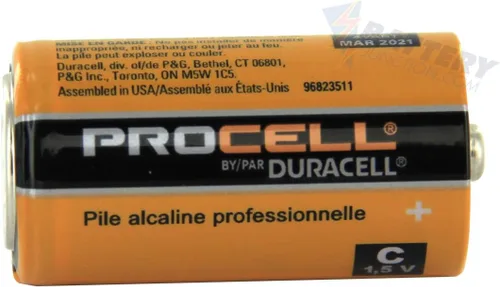 MISE EN GARDE: Ne pas installer de manière
inappropriée, ni recharger ou jeter au feu.
La pile peut exploser ou couler.
MAR 2021
Duracell, div. of/de P&G, Bethel, CT 06801,
P&G Inc., Toronto, ON M5W 1C5.
Assembled in USA/Assemblé aux États-Unis 96823511
PROCELL®
BY/PAR DURACELL®
Pile alcaline professionnelle +
C
1,5 V
BATTERY